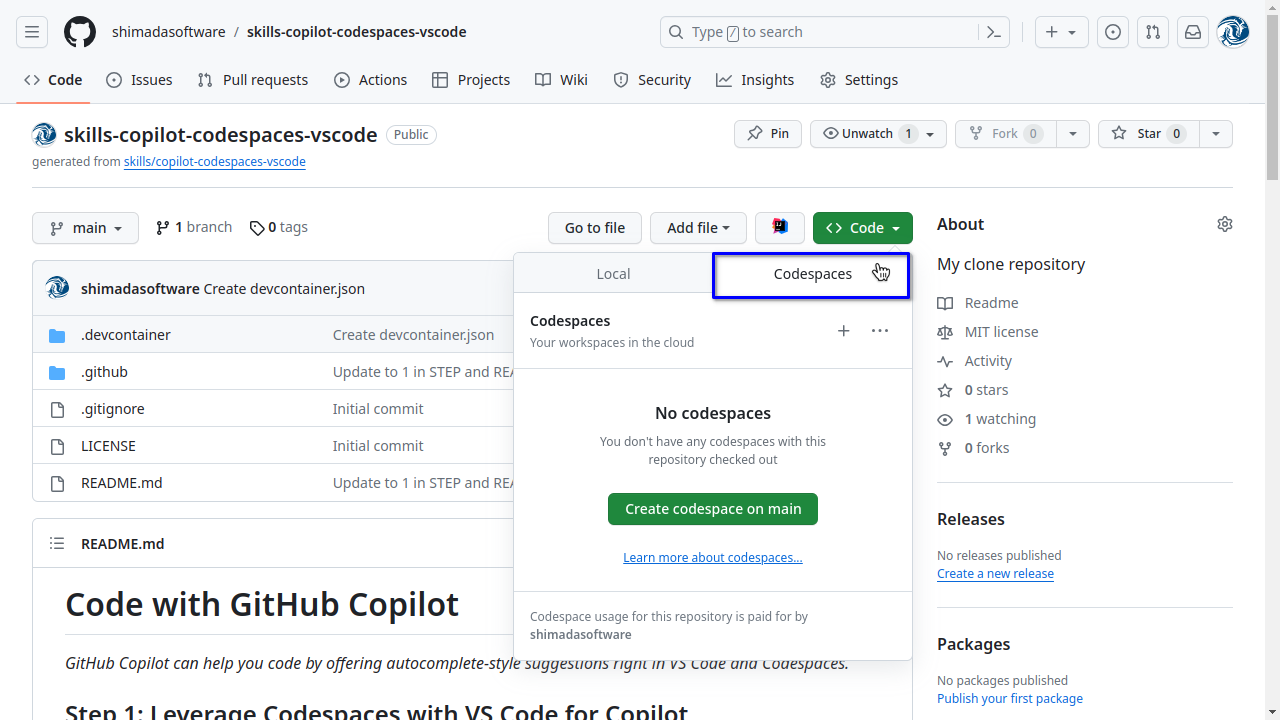 shimadasoftware / skills-copilot-codespaces-vscode
Type / to search
Code
Issues
Pull requests
Actions
Projects
Wiki
Security
Insights
Settings
skills-copilot-codespaces-vscode
Public
Pin
Unwatch 1
Fork 0
Star 0
generated from skills/copilot-codespaces-vscode
main
1 branch
0 tags
Go to file
Add file
Code
shimadasoftware Create devcontainer.json
.devcontainer
Create devcontainer.json
.github
Update to 1 in STEP and REA
.gitignore
Initial commit
LICENSE
Initial commit
README.md
Update to 1 in STEP and REA
Local
Codespaces
Codespaces
Your workspaces in the cloud
No codespaces
You don't have any codespaces with this
repository checked out
Create codespace on main
Learn more about codespaces...
Codespace usage for this repository is paid for by
shimadasoftware
README.md
Code with GitHub Copilot
GitHub Copilot can help you code by offering autocomplete-style suggestions right in VS Code and Codespaces.
Step 1: Leverage Codespaces with VS Code for Copilot
About
My clone repository
Readme
MIT license
Activity
0 stars
1 watching
0 forks
Releases
No releases published
Create a new release
Packages
No packages published
Publish your first package